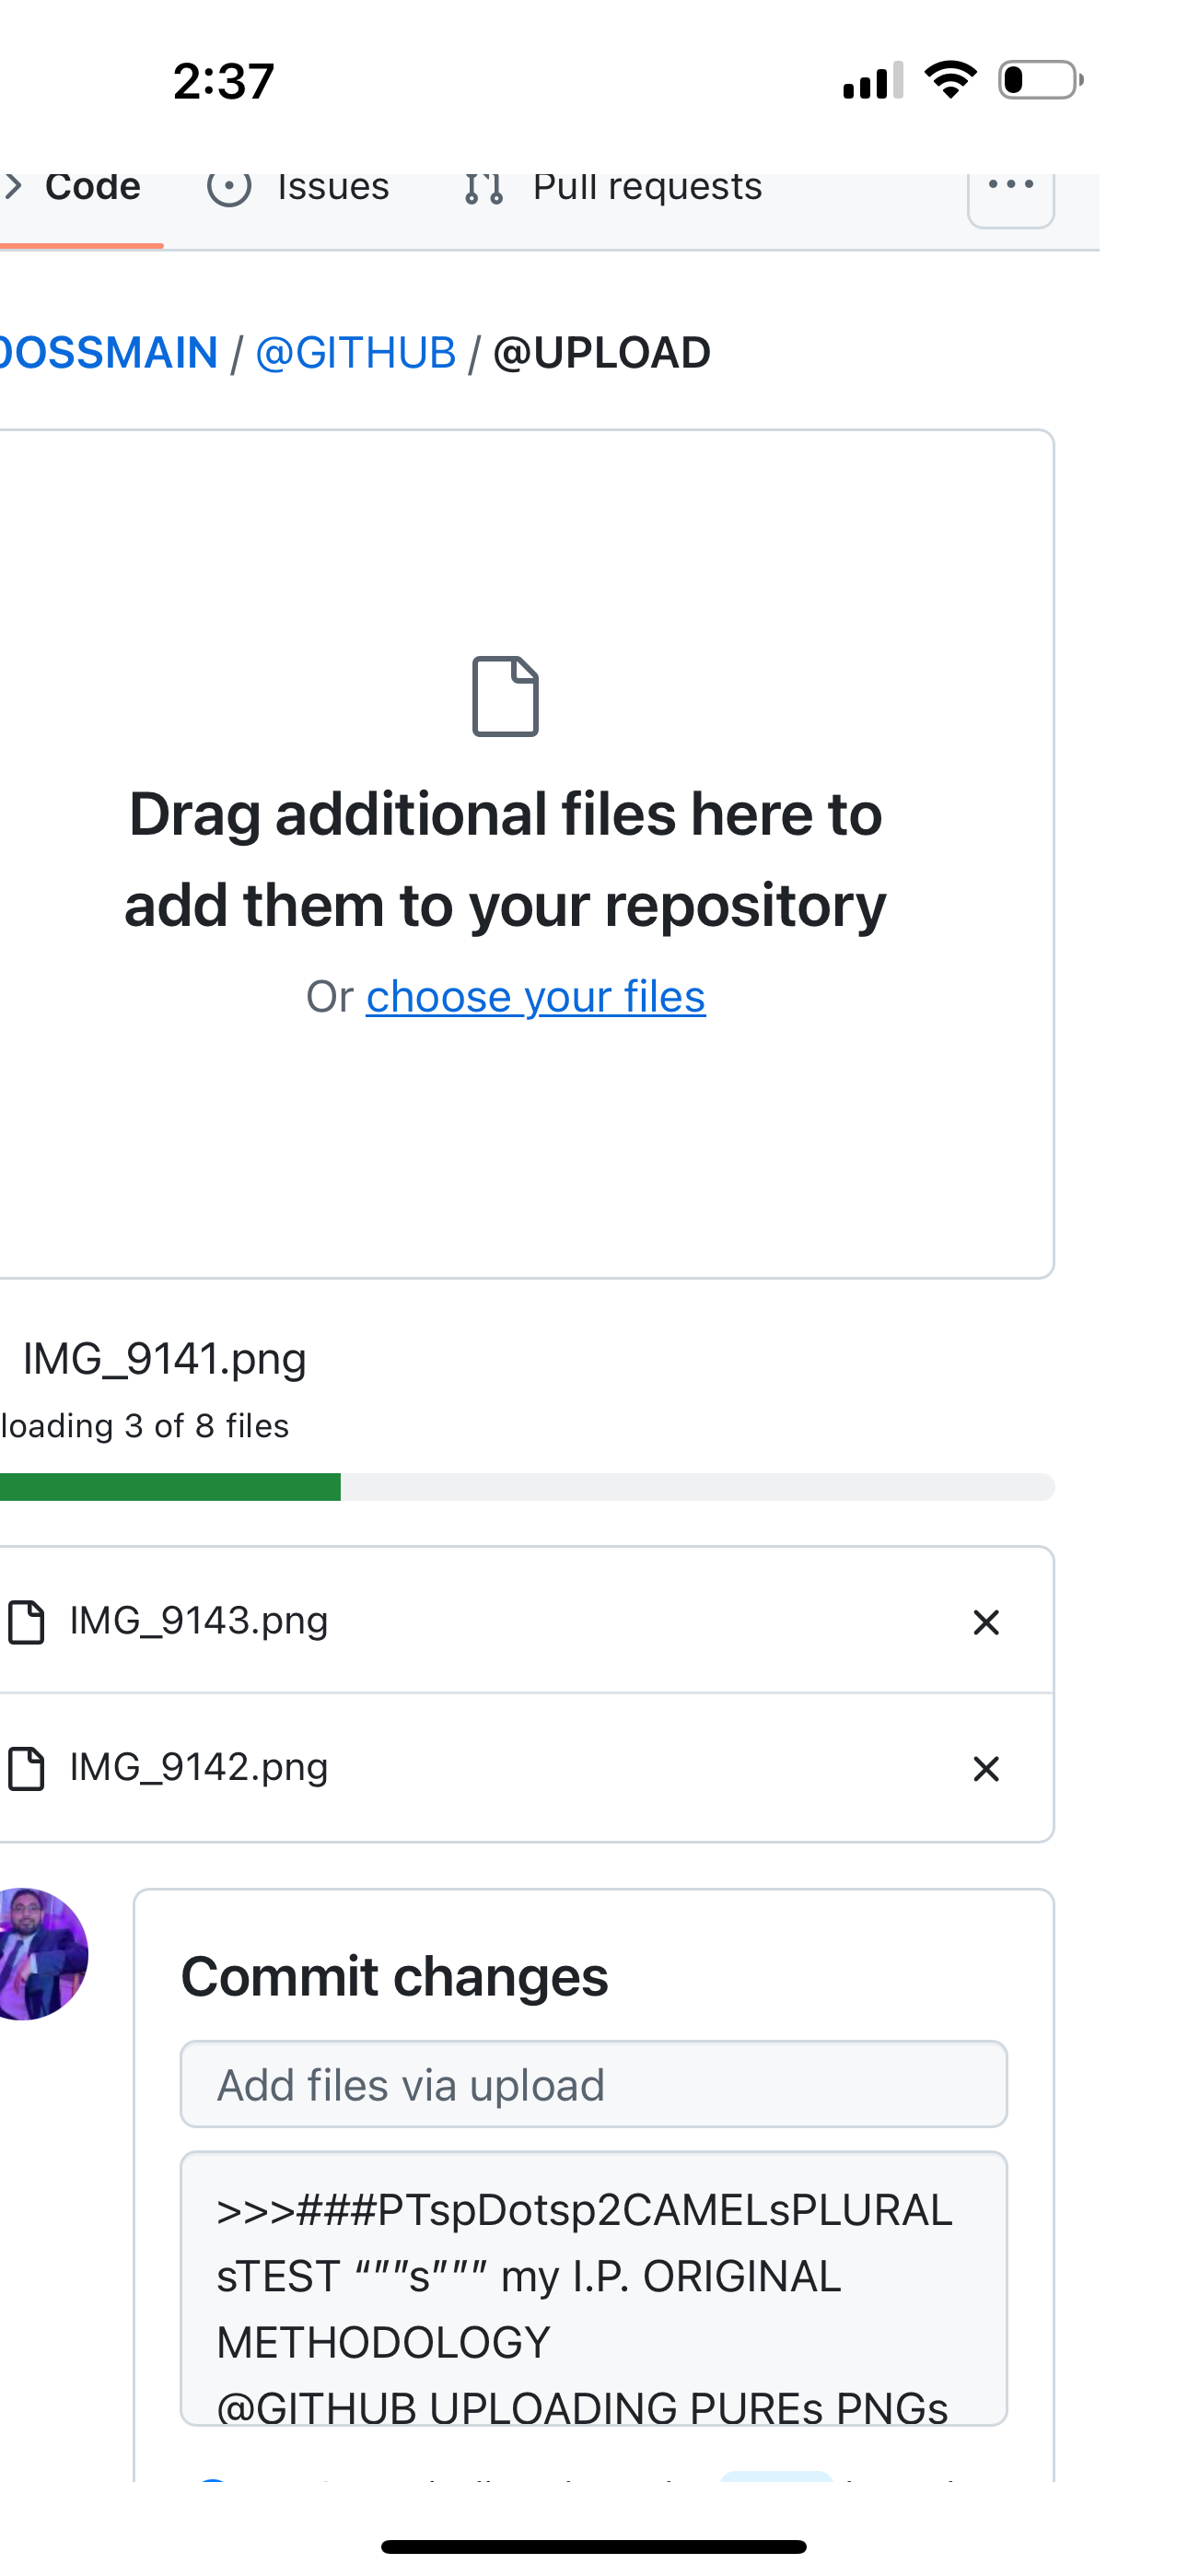 2:37
Code Issues Pull requests
OSSMAIN / @GITHUB / @UPLOAD
Drag additional files here to
add them to your repository
Or choose your files
IMG_9141.png
loading 3 of 8 files
IMG_9143.png
IMG_9142.png
Commit changes
Add files via upload
>>>###PTspDotsp2CAMELsPLURAL
sTEST “””s””” my I.P. ORIGINAL
METHODOLOGY
@GITHUB UPLOADING PUREs PNGs